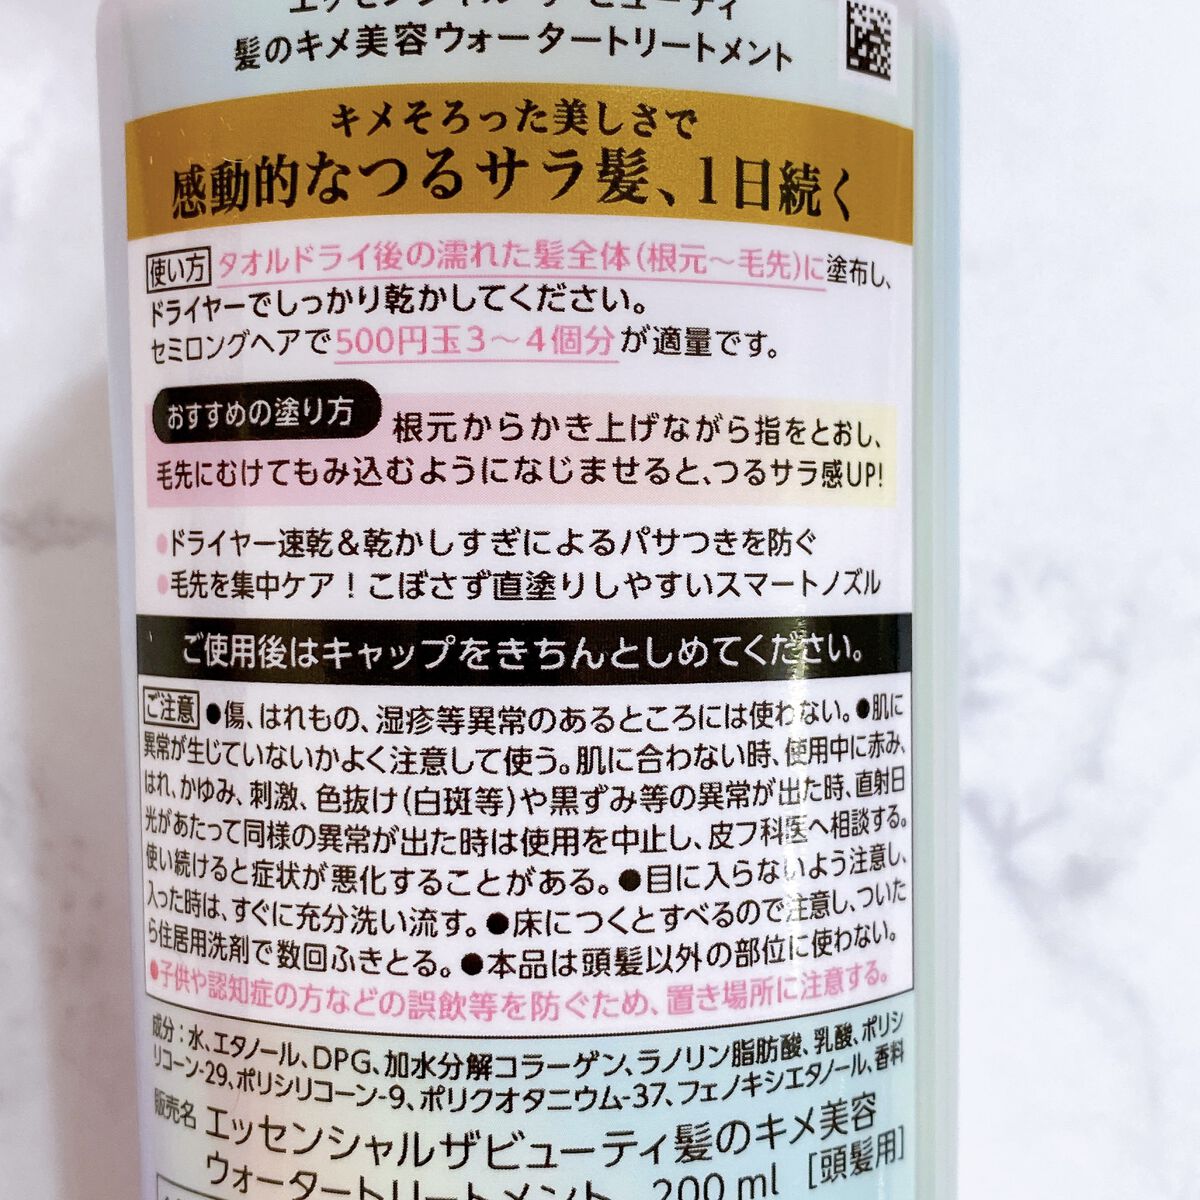 エッセンシャル ザ ビューティ
髪のキメ美容ウォータートリートメント
キメそろった美しさで
感動的なつるサラ髪、1日続く
使い方 タオルドライ後の濡れた髪全体(根元～毛先)に塗布し、
ドライヤーでしっかり乾かしてください。
セミロングヘアで500円玉3～4個分が適量です。
おすすめの塗り方 根元からかき上げながら指をとおし、
毛先にむけてもみ込むようになじませると、つるサラ感UP!
●ドライヤー速乾&乾かしすぎによるパサつきを防ぐ
●毛先を集中ケア！こぼさず直塗りしやすいスマートノズル
ご使用後はキャップをきちんとしめてください。
ご注意 ●傷、はれもの、湿疹等異常のあるところには使わない。●肌に
異常が生じていないかよく注意して使う。肌に合わない時、使用中に赤み、
はれ、かゆみ、刺激、色抜け(白斑等)や黒ずみ等の異常が出た時、直射日
光があたって同様の異常が出た時は使用を中止し、皮フ科医へ相談する。
使い続けると症状が悪化することがある。●目に入らないよう注意し、
入った時は、すぐに充分洗い流す。●床につくとすべるので注意し、ついた
ら住居用洗剤で数回ふきとる。●本品は頭髪以外の部位に使わない。
●子供や認知症の方などの誤飲等を防ぐため、置き場所に注意する。
成分：水、エタノール、DPG、加水分解コラーゲン、ラノリン脂肪酸、乳酸、ポリシ
リコーン-29、ポリシリコーン-9、ポリクオタニウム-37、フェノキシエタノール、香料
販売名 エッセンシャルザビューティ髪のキメ美容
ウォータートリートメント 200ml [頭髪用]